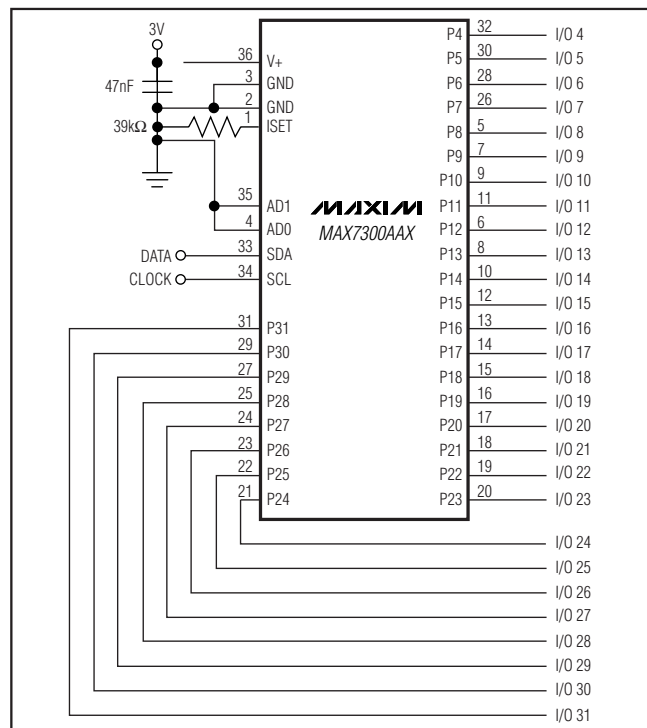 3V
47nF
39kΩ
36 V+
3 GND
2 GND
1 ISET
35 AD1
4 AD0
DATA 33 SDA
CLOCK 34 SCL
31 P31
29 P30
27 P29
25 P28
24 P27
23 P26
22 P25
21 P24
MAXIM
MAX7300AAX
P4 32 I/O 4
P5 30 I/O 5
P6 28 I/O 6
P7 26 I/O 7
P8 5 I/O 8
P9 7 I/O 9
P10 9 I/O 10
P11 11 I/O 11
P12 6 I/O 12
P13 8 I/O 13
P14 10 I/O 14
P15 12 I/O 15
P16 13 I/O 16
P17 14 I/O 17
P18 15 I/O 18
P19 16 I/O 19
P20 17 I/O 20
P21 18 I/O 21
P22 19 I/O 22
P23 20 I/O 23
I/O 24
I/O 25
I/O 26
I/O 27
I/O 28
I/O 29
I/O 30
I/O 31